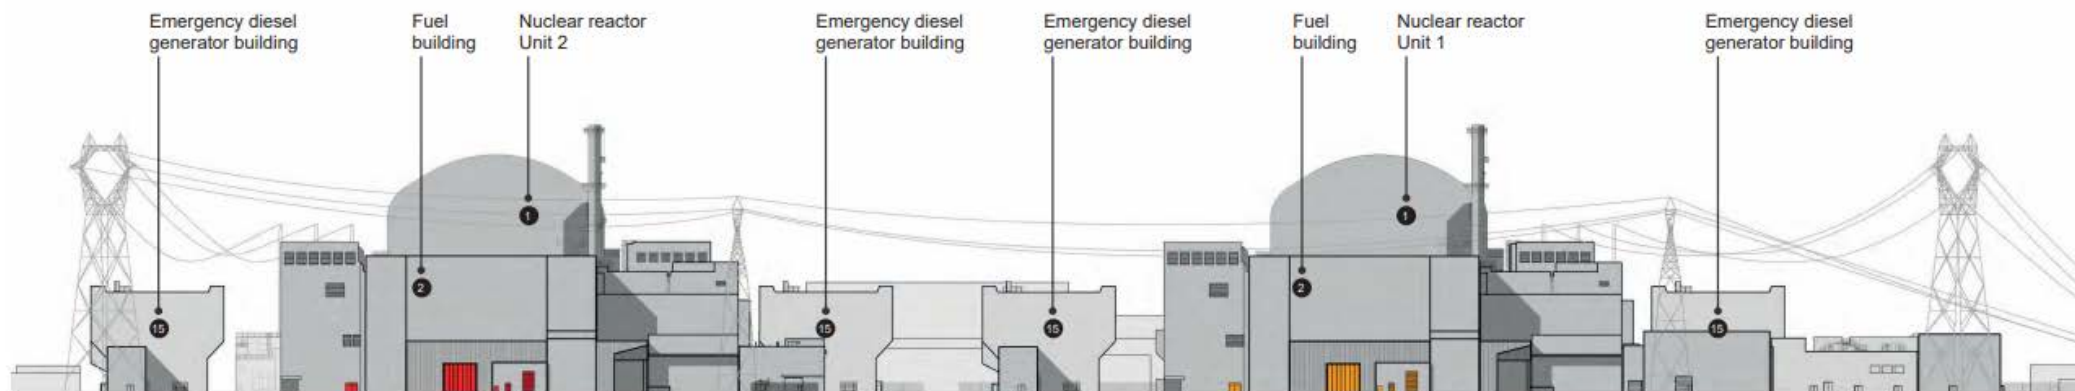 Emergency diesel
generator building
Fuel
building
Nuclear reactor
Unit 2
Emergency diesel
generator building
Emergency diesel
generator building
Fuel
building
Nuclear reactor
Unit 1
Emergency diesel
generator building
1
1
2
2
15
15
15
15